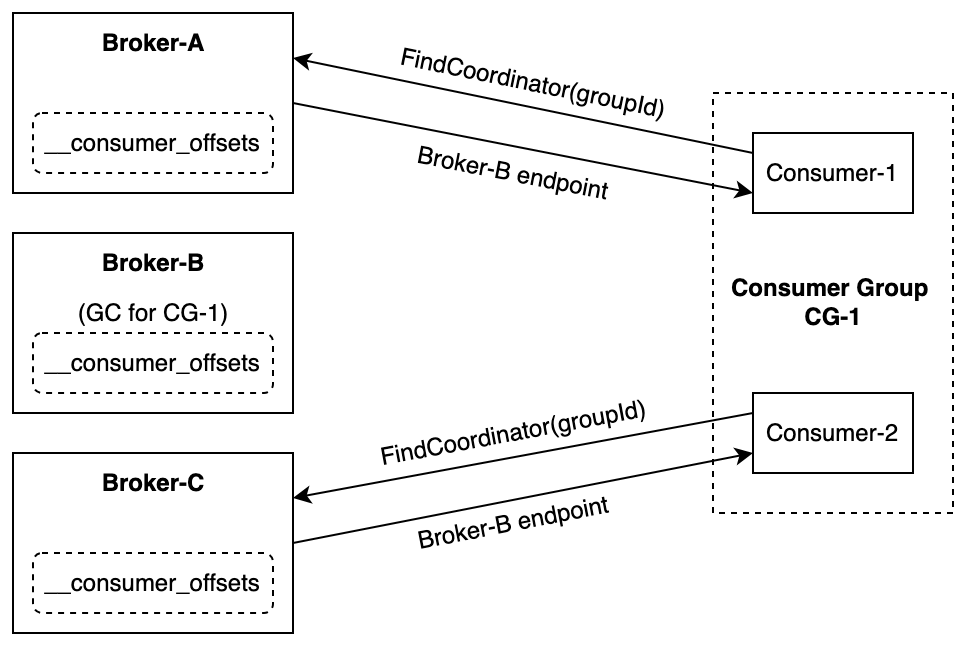 Broker-A
__consumer_offsets
FindCoordinator(groupId)
Broker-B endpoint
Consumer-1
Broker-B
(GC for CG-1)
__consumer_offsets
Consumer Group
CG-1
Broker-C
__consumer_offsets
FindCoordinator(groupId)
Broker-B endpoint
Consumer-2